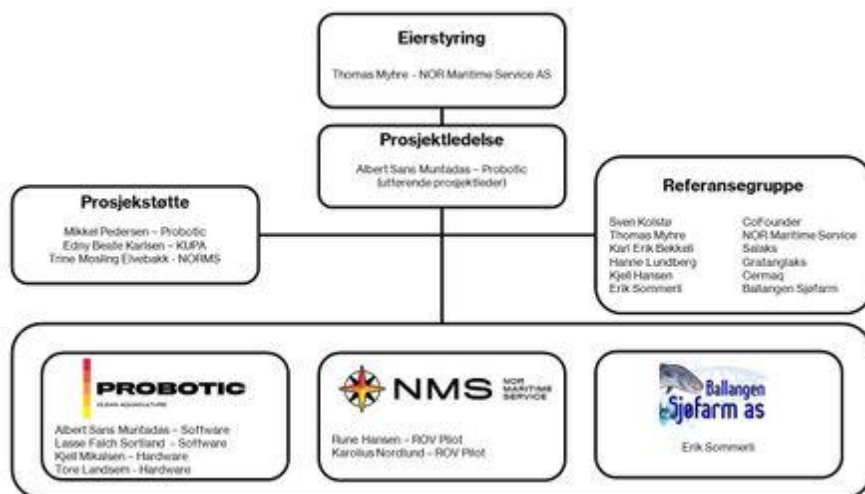 Eierstyring
Thomas Myhre - NOR Maritime Service AS
Prosjektledelse
Albert Sans Muntadas – Probotic
(utførende prosjektleder)
Prosjekstøtte
Mikkel Pedersen – Probotic
Edny Beate Karlsen – KUPA
Trine Mosling Elvebakk - NORMS
Referansegruppe
Sven Kolstø CoFounder
Thomas Myhre NOR Maritime Service
Karl Erik Bekkeli Salaks
Hanne Lundberg Gratanglaks
Kjell Hansen Cermaq
Erik Sommerli Ballangen Sjøfarm
PROBOTIC
CLEAN AQUACULTURE
Albert Sans Muntadas – Software
Lasse Falch Sortland - Software
Kjell Mikalsen – Hardware
Tore Landsem - Hardware
NMS NOR
MARITIME
SERVICE
Rune Hansen – ROV Pilot
Karolius Nordlund – ROV Pilot
Ballangen
Sjøfarm as
Erik Sommerli